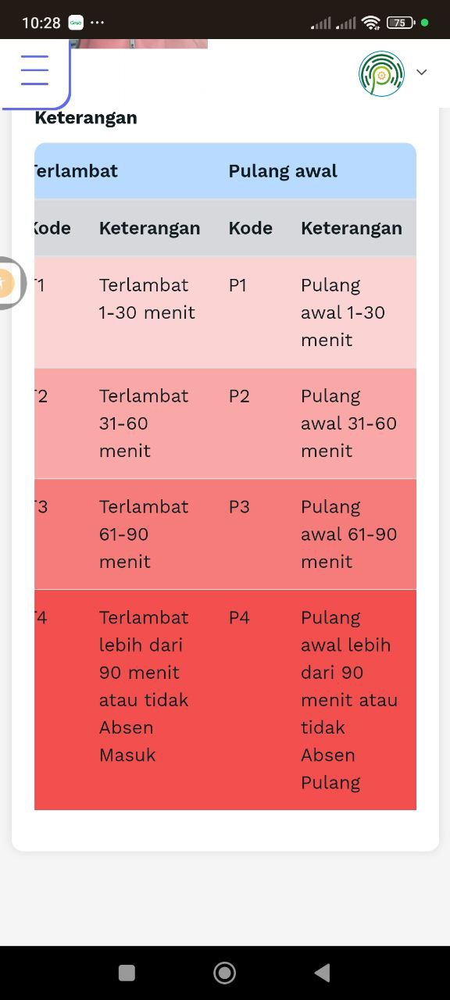 10:28 Grab ... 75
Keterangan
erlambat Pulang awal
Kode Keterangan Kode Keterangan
T1 Terlambat P1 Pulang
1-30 menit awal 1-30
menit
T2 Terlambat P2 Pulang
31-60 awal 31-60
menit menit
T3 Terlambat P3 Pulang
61-90 awal 61-90
menit menit
T4 Terlambat P4 Pulang
lebih dari awal lebih
90 menit dari 90
atau tidak menit atau
Absen tidak
Masuk Absen
Pulang